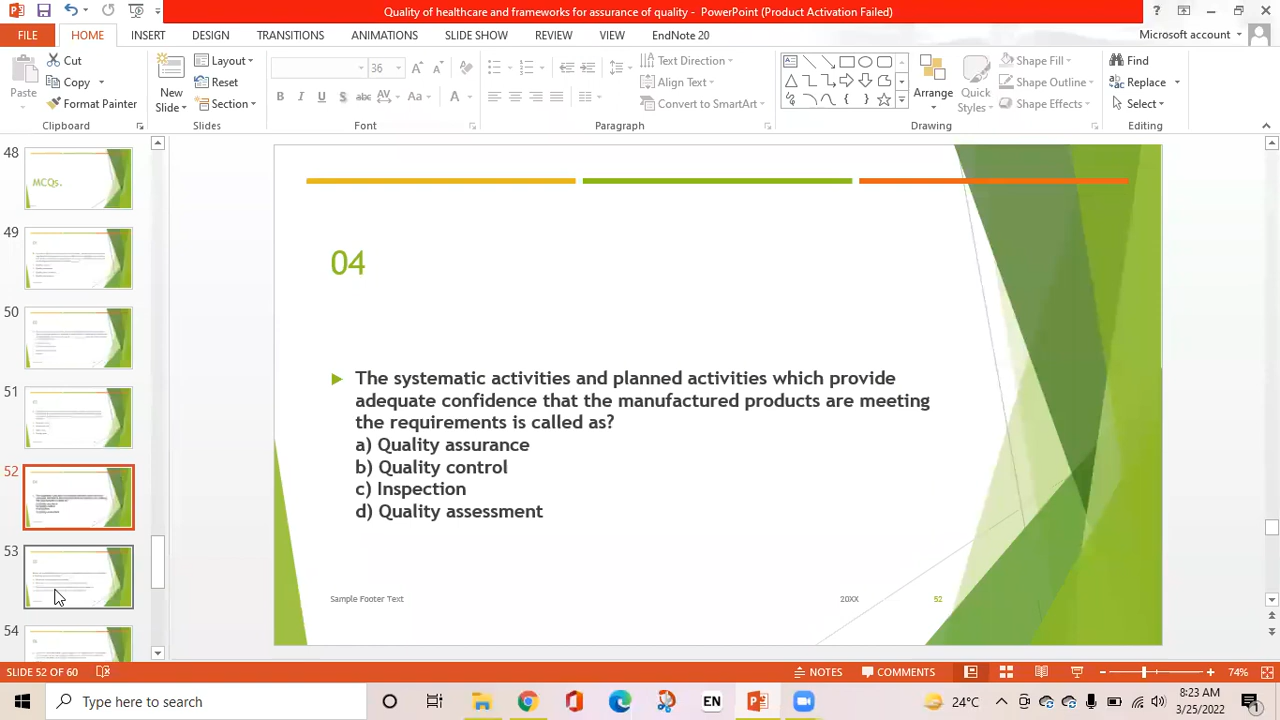 Quality of healthcare and frameworks for assurance of quality - PowerPoint (Product Activation Failed)
FILE HOME INSERT DESIGN TRANSITIONS ANIMATIONS SLIDE SHOW REVIEW VIEW EndNote 20 Microsoft account
Paste
Cut
Copy
Format Painter
Clipboard
New Slide
Layout
Reset
Section
Slides
36
B I U S abc AV Aa A
Font
Text Direction
Align Text
Convert to SmartArt
Paragraph
Arrange
Quick Styles
Shape Fill
Shape Outline
Shape Effects
Drawing
Find
Replace
Select
Editing
48
MCQs.
49
50
51
52
53
54
04
The systematic activities and planned activities which provide
adequate confidence that the manufactured products are meeting
the requirements is called as?
a) Quality assurance
b) Quality control
c) Inspection
d) Quality assessment
Sample Footer Text 20XX 52
SLIDE 52 OF 60 NOTES COMMENTS 74%
Type here to search EN 24°C 8:23 AM
3/25/2022